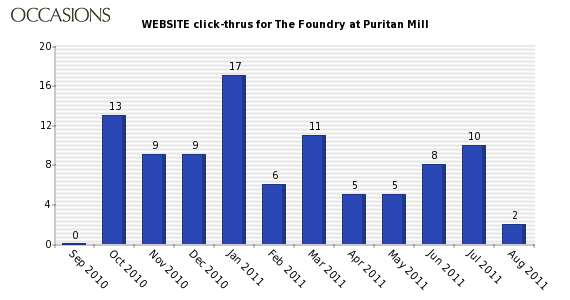 OCCASIONS
WEBSITE click-thrus for The Foundry at Puritan Mill
20
16
12
8
4
0
0
13
9
9
17
6
11
5
5
8
10
2
Sep 2010
Oct 2010
Nov 2010
Dec 2010
Jan 2011
Feb 2011
Mar 2011
Apr 2011
May 2011
Jun 2011
Jul 2011
Aug 2011